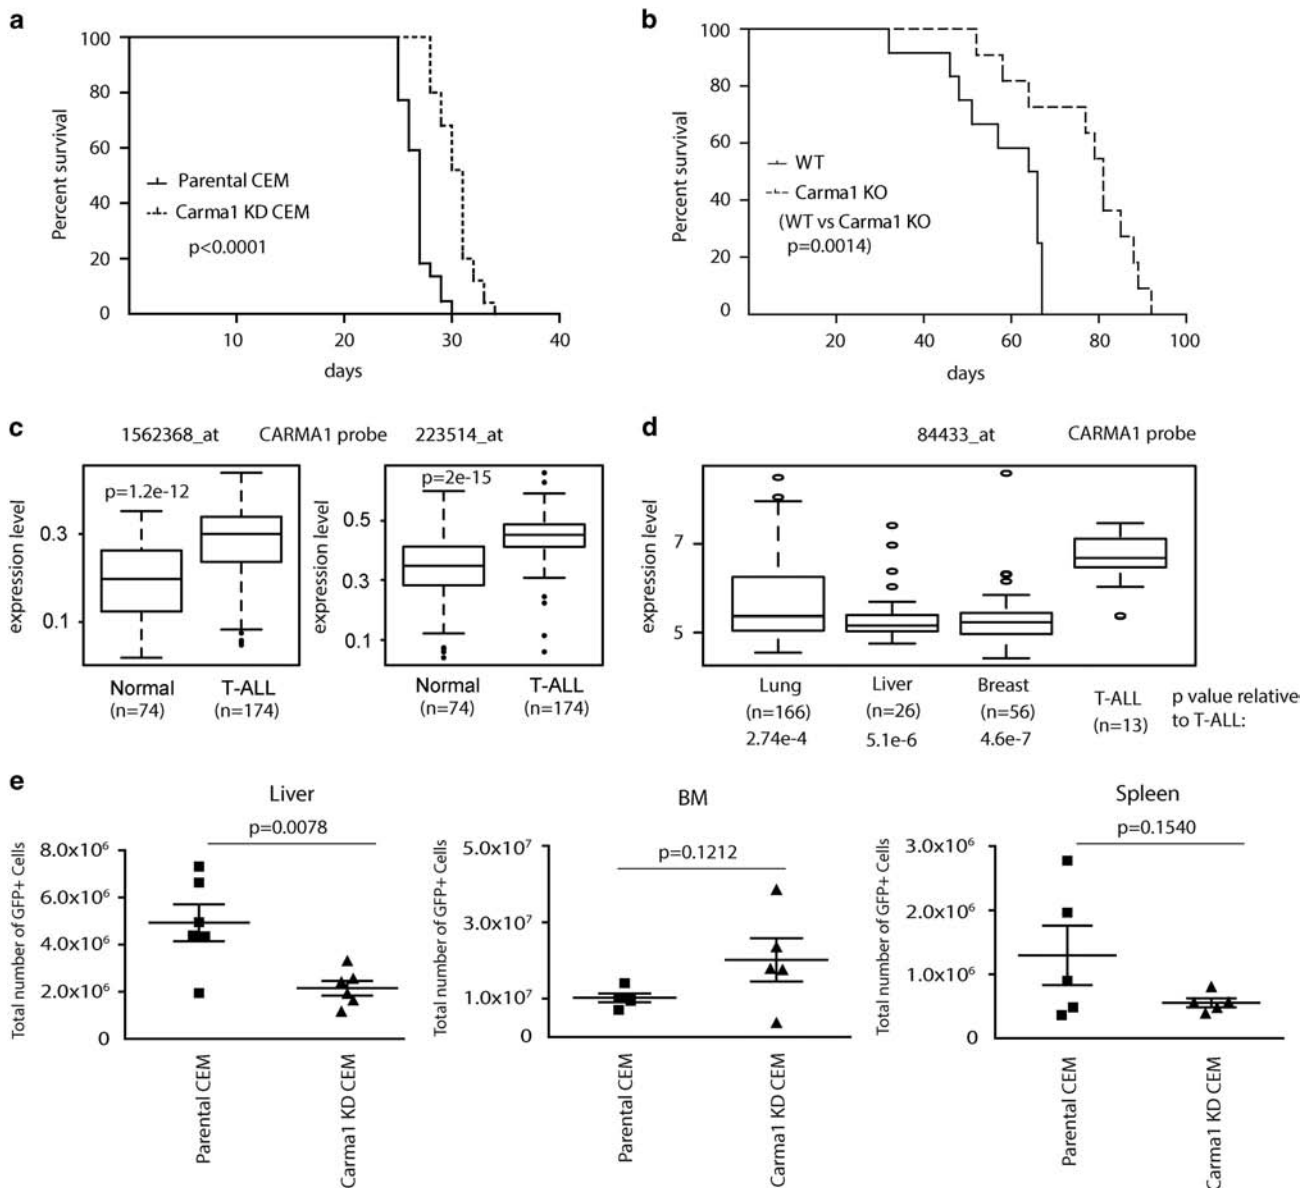 a
Percent survival
100
80
60
40
20
0
10
20
30
40
days
Parental CEM
Carma1 KD CEM
p<0.0001
b
Percent survival
100
80
60
40
20
0
20
40
60
80
100
days
WT
Carma1 KO
(WT vs Carma1 KO
p=0.0014)
c
1562368_at
CARMA1 probe
223514_at
expression level
0.3
0.1
p=1.2e-12
Normal
(n=74)
T-ALL
(n=174)
expression level
0.5
0.3
0.1
p=2e-15
Normal
(n=74)
T-ALL
(n=174)
d
84433_at
CARMA1 probe
expression level
7
5
Lung
(n=166)
2.74e-4
Liver
(n=26)
5.1e-6
Breast
(n=56)
4.6e-7
T-ALL
(n=13)
p value relative
to T-ALL:
e
Liver
p=0.0078
Total number of GFP+ Cells
8.0x10⁶
6.0x10⁶
4.0x10⁶
2.0x10⁶
0
Parental CEM
Carma1 KD CEM
BM
p=0.1212
Total number of GFP+ Cells
5.0x10⁷
3.0x10⁷
1.0x10⁷
0
Parental CEM
Carma1 KD CEM
Spleen
p=0.1540
Total number of GFP+ Cells
3.0x10⁶
2.0x10⁶
1.0x10⁶
0
Parental CEM
Carma1 KD CEM